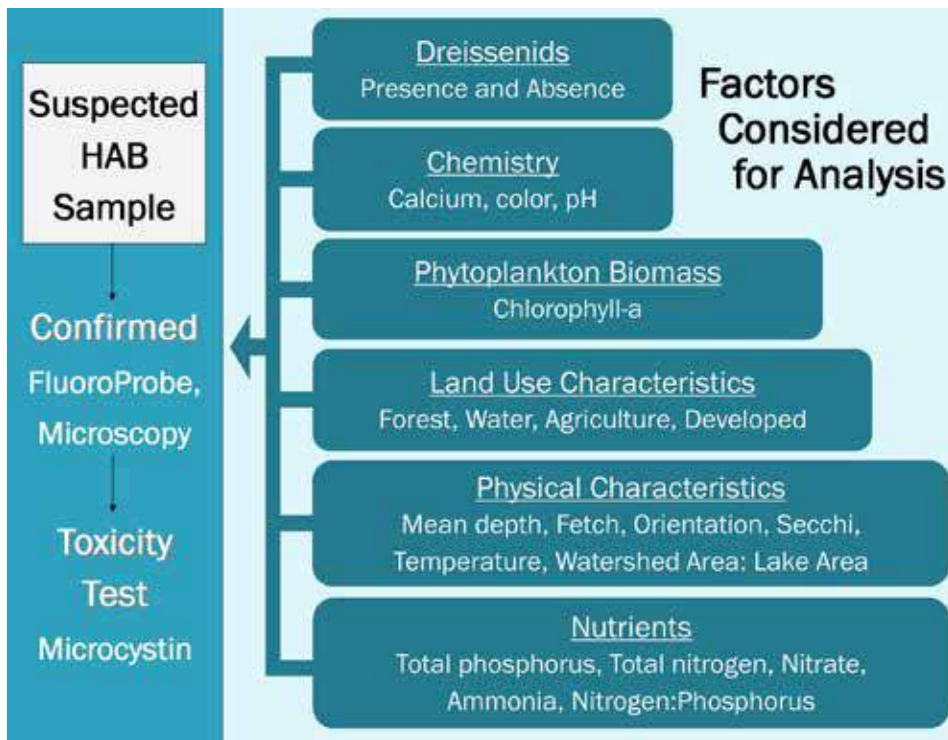 Suspected
HAB
Sample
Confirmed
FluoroProbe,
Microscopy
Toxicity
Test
Microcystin
Factors
Considered
for Analysis
Dreissenids
Presence and Absence
Chemistry
Calcium, color, pH
Phytoplankton Biomass
Chlorophyll-a
Land Use Characteristics
Forest, Water, Agriculture, Developed
Physical Characteristics
Mean depth, Fetch, Orientation, Secchi,
Temperature, Watershed Area: Lake Area
Nutrients
Total phosphorus, Total nitrogen, Nitrate,
Ammonia, Nitrogen:Phosphorus